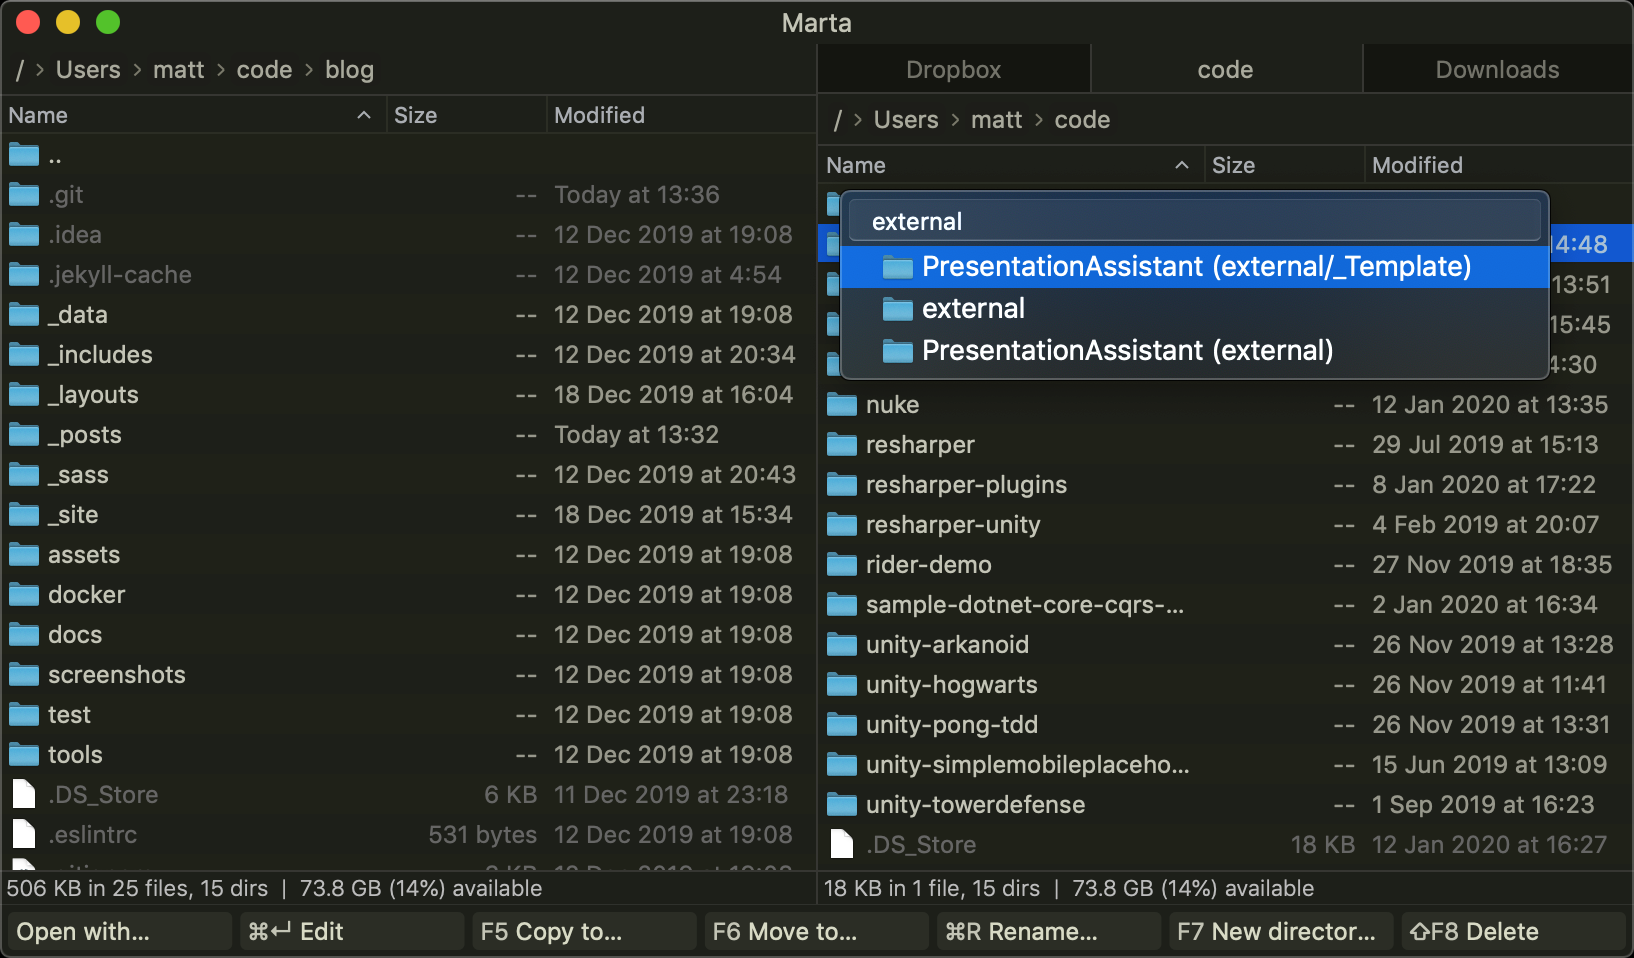 Marta
/ > Users > matt > code > blog
Name Size Modified
..
.git -- Today at 13:36
.idea -- 12 Dec 2019 at 19:08
.jekyll-cache -- 12 Dec 2019 at 4:54
_data -- 12 Dec 2019 at 19:08
_includes -- 12 Dec 2019 at 20:34
_layouts -- 18 Dec 2019 at 16:04
_posts -- Today at 13:32
_sass -- 12 Dec 2019 at 20:43
_site -- 18 Dec 2019 at 15:34
assets -- 12 Dec 2019 at 19:08
docker -- 12 Dec 2019 at 19:08
docs -- 12 Dec 2019 at 19:08
screenshots -- 12 Dec 2019 at 19:08
test -- 12 Dec 2019 at 19:08
tools -- 12 Dec 2019 at 19:08
.DS_Store 6 KB 11 Dec 2019 at 23:18
.eslintrc 531 bytes 12 Dec 2019 at 19:08
506 KB in 25 files, 15 dirs | 73.8 GB (14%) available
Dropbox code Downloads
/ > Users > matt > code
Name Size Modified
external
14:48
PresentationAssistant (external/_Template)
13:51
external
15:45
PresentationAssistant (external)
4:30
nuke -- 12 Jan 2020 at 13:35
resharper -- 29 Jul 2019 at 15:13
resharper-plugins -- 8 Jan 2020 at 17:22
resharper-unity -- 4 Feb 2019 at 20:07
rider-demo -- 27 Nov 2019 at 18:35
sample-dotnet-core-cqrs-... -- 2 Jan 2020 at 16:34
unity-arkanoid -- 26 Nov 2019 at 13:28
unity-hogwarts -- 26 Nov 2019 at 11:41
unity-pong-tdd -- 26 Nov 2019 at 13:31
unity-simplemobileplaceho... -- 15 Jun 2019 at 13:09
unity-towerdefense -- 1 Sep 2019 at 16:23
.DS_Store 18 KB 12 Jan 2020 at 16:27
18 KB in 1 file, 15 dirs | 73.8 GB (14%) available
Open with... ⌘↩ Edit F5 Copy to... F6 Move to... ⌘R Rename... F7 New director... ⇧F8 Delete